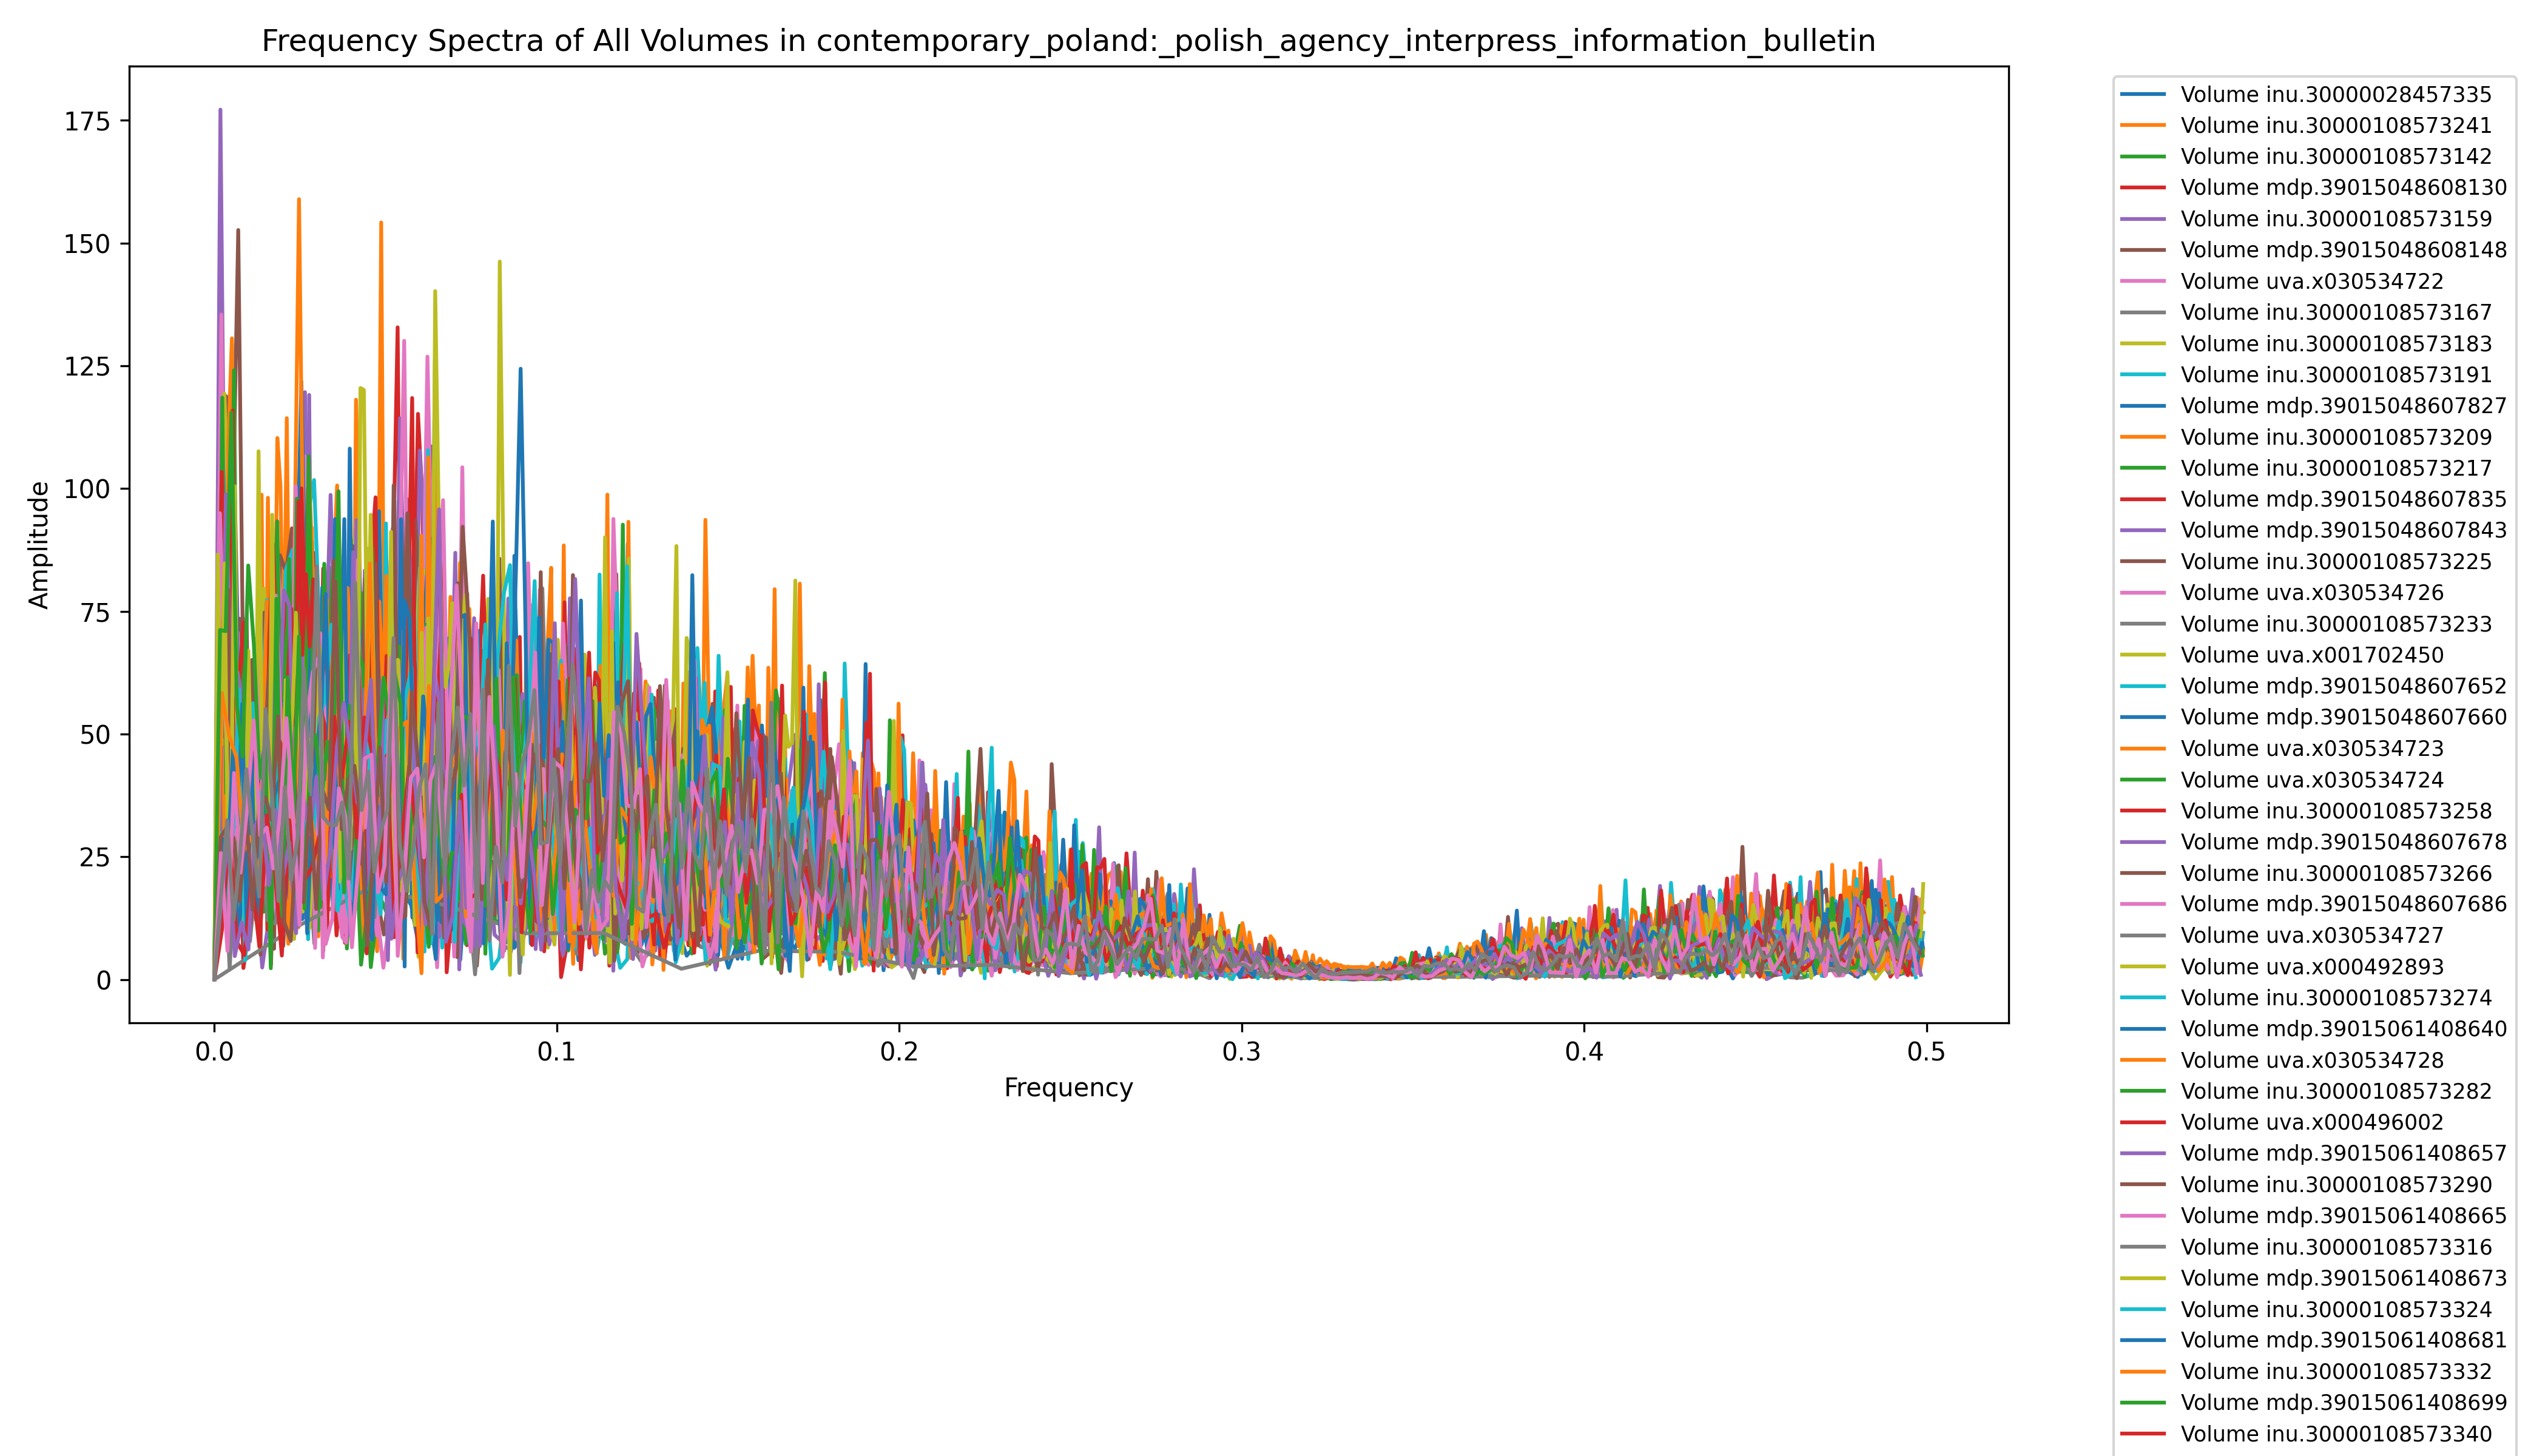 Frequency Spectra of All Volumes in contemporary_poland:_polish_agency_interpress_information_bulletin
175
150
125
100
75
50
25
0
Amplitude
0.0 0.1 0.2 0.3 0.4 0.5
Frequency
Volume inu.30000028457335
Volume inu.30000108573241
Volume inu.30000108573142
Volume mdp.39015048608130
Volume inu.30000108573159
Volume mdp.39015048608148
Volume uva.x030534722
Volume inu.30000108573167
Volume inu.30000108573183
Volume inu.30000108573191
Volume mdp.39015048607827
Volume inu.30000108573209
Volume inu.30000108573217
Volume mdp.39015048607835
Volume mdp.39015048607843
Volume inu.30000108573225
Volume uva.x030534726
Volume inu.30000108573233
Volume uva.x001702450
Volume mdp.39015048607652
Volume mdp.39015048607660
Volume uva.x030534723
Volume uva.x030534724
Volume inu.30000108573258
Volume mdp.39015048607678
Volume inu.30000108573266
Volume mdp.39015048607686
Volume uva.x030534727
Volume uva.x000492893
Volume inu.30000108573274
Volume mdp.39015061408640
Volume uva.x030534728
Volume inu.30000108573282
Volume uva.x000496002
Volume mdp.39015061408657
Volume inu.30000108573290
Volume mdp.39015061408665
Volume inu.30000108573316
Volume mdp.39015061408673
Volume inu.30000108573324
Volume mdp.39015061408681
Volume inu.30000108573332
Volume mdp.39015061408699
Volume inu.30000108573340